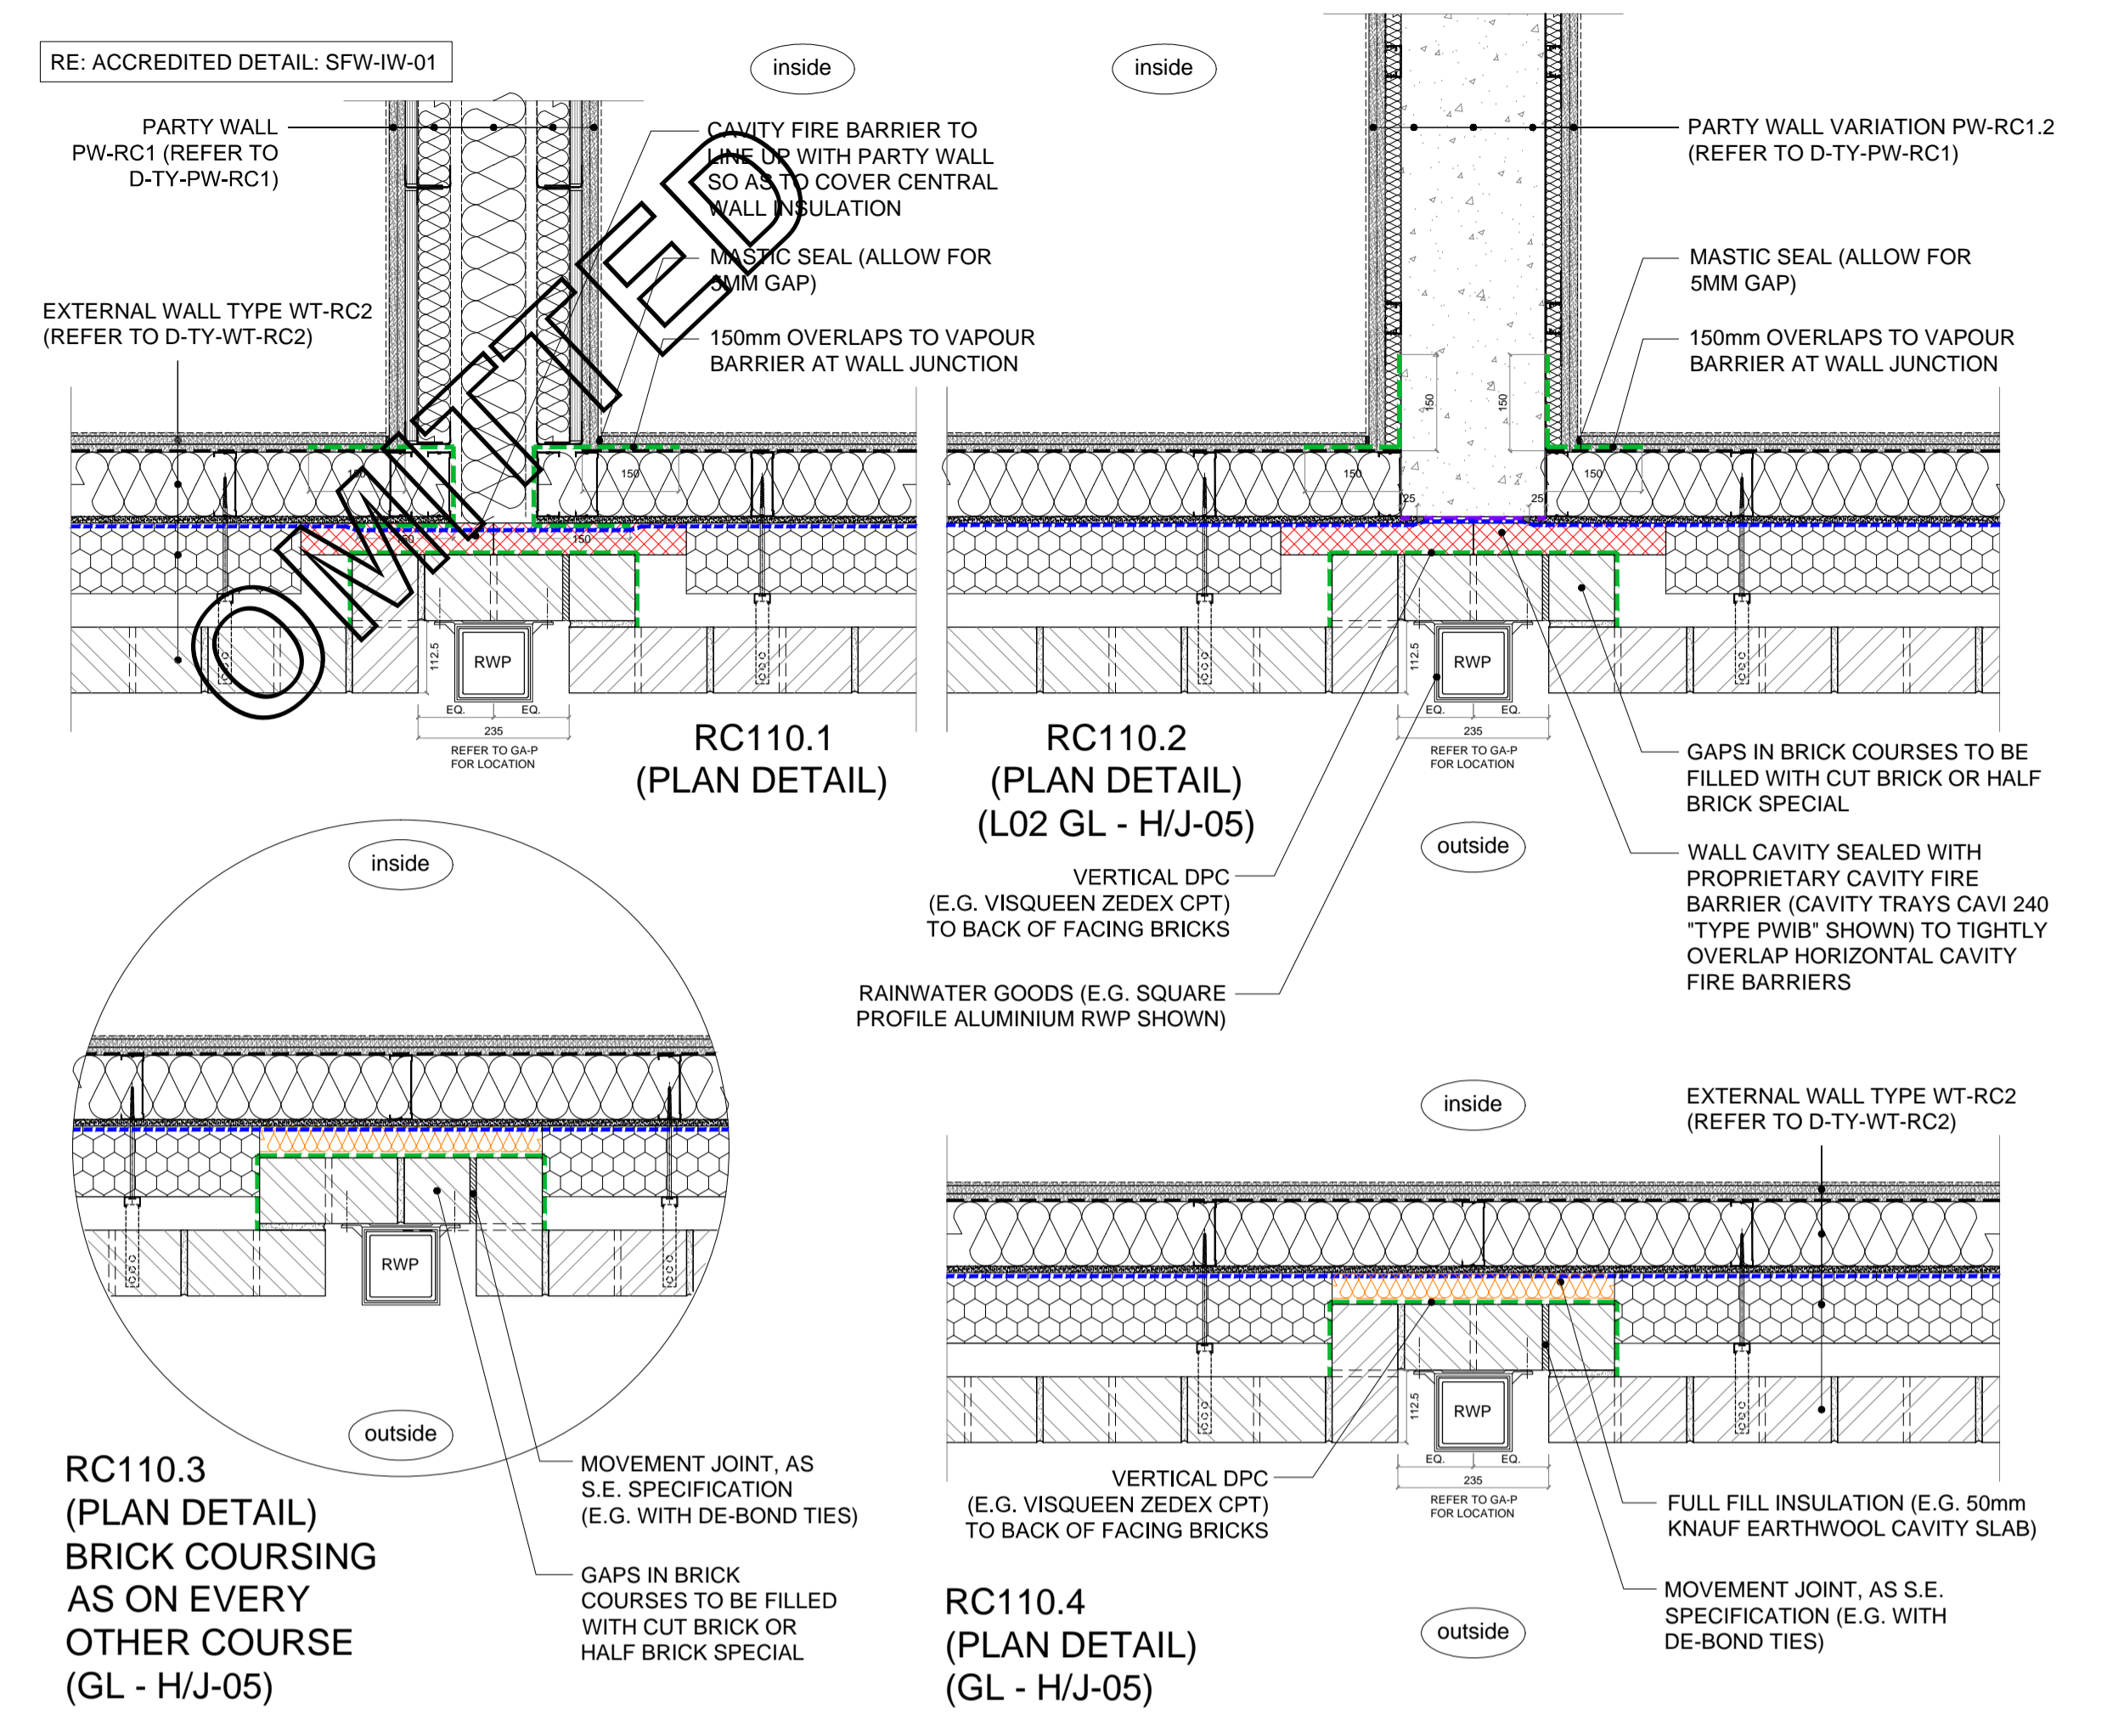 RE: ACCREDITED DETAIL: SFW-IW-01
inside
PARTY WALL
PW-RC1 (REFER TO
D-TY-PW-RC1)
CAVITY FIRE BARRIER TO
LINE UP WITH PARTY WALL
SO AS TO COVER CENTRAL
WALL INSULATION
MASTIC SEAL (ALLOW FOR
5MM GAP)
EXTERNAL WALL TYPE WT-RC2
(REFER TO D-TY-WT-RC2)
150mm OVERLAPS TO VAPOUR
BARRIER AT WALL JUNCTION
OMITTED
150
150
150
150
112.5
RWP
EQ.
EQ.
235
REFER TO GA-P
FOR LOCATION
RC110.1
(PLAN DETAIL)
inside
PARTY WALL VARIATION PW-RC1.2
(REFER TO D-TY-PW-RC1)
MASTIC SEAL (ALLOW FOR
5MM GAP)
150mm OVERLAPS TO VAPOUR
BARRIER AT WALL JUNCTION
150
150
150
150
25
25
112.5
RWP
EQ.
EQ.
235
REFER TO GA-P
FOR LOCATION
RC110.2
(PLAN DETAIL)
(L02 GL - H/J-05)
outside
GAPS IN BRICK COURSES TO BE
FILLED WITH CUT BRICK OR HALF
BRICK SPECIAL
WALL CAVITY SEALED WITH
PROPRIETARY CAVITY FIRE
BARRIER (CAVITY TRAYS CAVI 240
"TYPE PWIB" SHOWN) TO TIGHTLY
OVERLAP HORIZONTAL CAVITY
FIRE BARRIERS
VERTICAL DPC
(E.G. VISQUEEN ZEDEX CPT)
TO BACK OF FACING BRICKS
RAINWATER GOODS (E.G. SQUARE
PROFILE ALUMINIUM RWP SHOWN)
inside
RWP
outside
RC110.3
(PLAN DETAIL)
BRICK COURSING
AS ON EVERY
OTHER COURSE
(GL - H/J-05)
MOVEMENT JOINT, AS
S.E. SPECIFICATION
(E.G. WITH DE-BOND TIES)
GAPS IN BRICK
COURSES TO BE FILLED
WITH CUT BRICK OR
HALF BRICK SPECIAL
inside
EXTERNAL WALL TYPE WT-RC2
(REFER TO D-TY-WT-RC2)
112.5
RWP
EQ.
EQ.
235
REFER TO GA-P
FOR LOCATION
VERTICAL DPC
(E.G. VISQUEEN ZEDEX CPT)
TO BACK OF FACING BRICKS
FULL FILL INSULATION (E.G. 50mm
KNAUF EARTHWOOL CAVITY SLAB)
MOVEMENT JOINT, AS S.E.
SPECIFICATION (E.G. WITH
DE-BOND TIES)
RC110.4
(PLAN DETAIL)
(GL - H/J-05)
outside